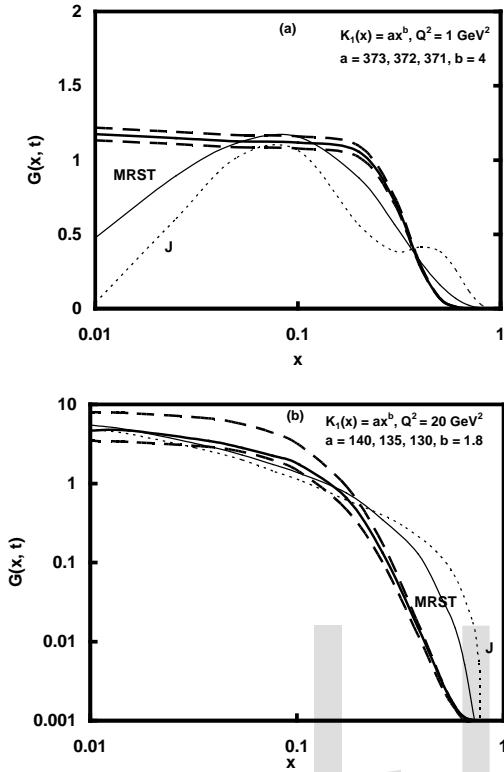 2
(a)
K₁(x) = axᵇ, Q² = 1 GeV²
a = 373, 372, 371, b = 4
1.5
G(x, t)
1
MRST
0.5
J
0
0.01
0.1
1
x
10
(b)
K₁(x) = axᵇ, Q² = 20 GeV²
a = 140, 135, 130, b = 1.8
1
G(x, t)
0.1
MRST
0.01
J
0.001
0.01
0.1
1
x